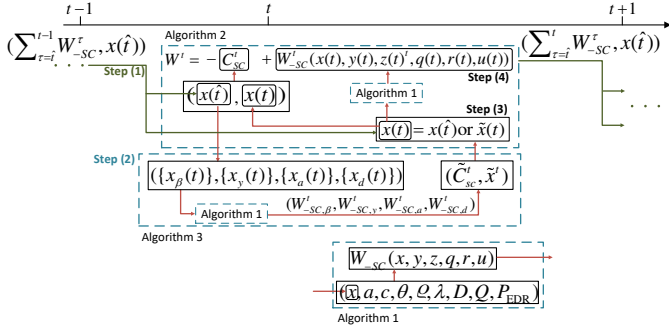 t−1 t t+1
(∑_{τ=t̂}^{t−1} W_{−SC}^τ, x(t̂)) Algorithm 2 (∑_{τ=t̂}^{t} W_{−SC}^τ, x(t̂))
W^t = − C_{SC}^t + W_{−SC}^t(x(t), y(t), z(t)^t, q(t), r(t), u(t))
Step (1) Step (4)
(x(t̂), x(t)) Algorithm 1
Step (3)
x(t) = x(t̂) or x̃(t)
Step (2)
({x_β(t)},{x_y(t)},{x_a(t)},{x_d(t)}) (C̃_{sc}^t, x̃^t)
Algorithm 1 (W_{−SC,β}^t, W_{−SC,y}^t, W_{−SC,a}^t, W_{−SC,d}^t)
Algorithm 3
W_{−SC}(x, y, z, q, r, u)
(x, a, c, θ, ϱ, λ, D, Q, P_{EDR})
Algorithm 1